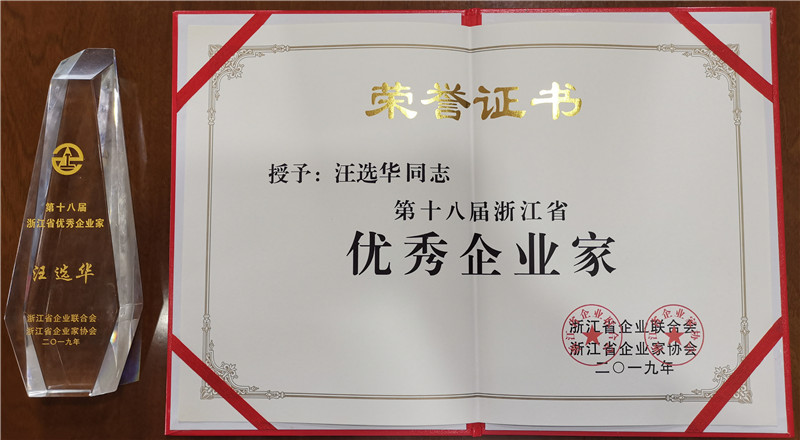 第十八届
浙江省优秀企业家
汪选华
浙江省企业联合会
浙江省企业家协会
二〇一九年
荣誉证书
授予：汪选华同志
第十八届浙江省
优秀企业家
浙江省企业联合会
浙江省企业家协会
二〇一九年